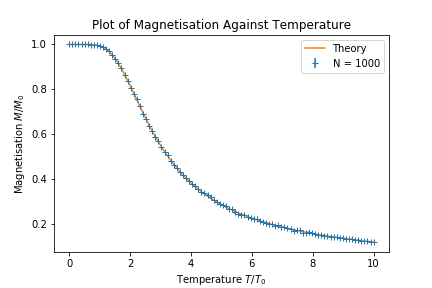 Plot of Magnetisation Against Temperature
Theory
N = 1000
Magnetisation M/M₀
1.0
0.8
0.6
0.4
0.2
0 2 4 6 8 10
Temperature T/T₀